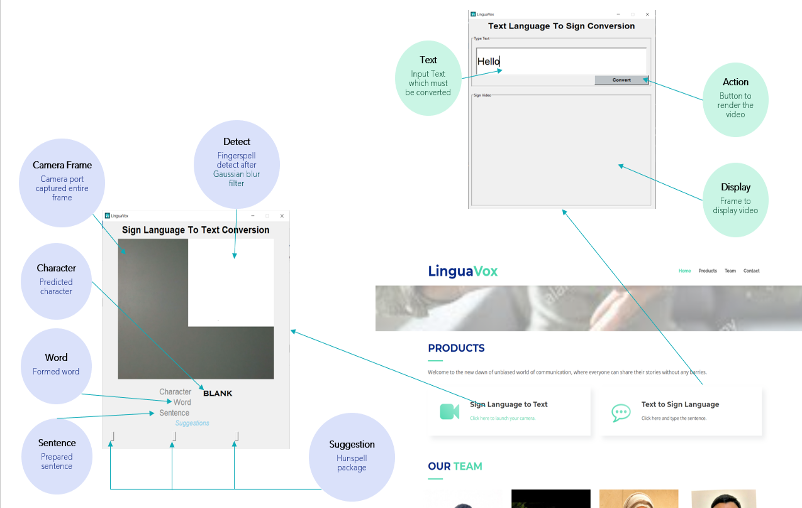 LinguaVox
Text Language To Sign Conversion
Type Text
Hello
Convert
Sign Video
Text
Input Text
which must
be converted
Action
Button to
render the
video
Display
Frame to
display video
Camera Frame
Camera port
captured entire
frame
Detect
Fingerspell
detect after
Gaussian blur
filter
LinguaVox
Sign Language To Text Conversion
Character
Predicted
character
Word
Formed word
Sentence
Prepared
sentence
Character BLANK
Word
Sentence
Suggestions
Suggestion
Hunspell
package
LinguaVox
Home Products Team Contact
PRODUCTS
Welcome to the new dawn of unbiased world of communication, where everyone can share their stories without any barriers.
Sign Language to Text
Click here to launch your camera.
Text to Sign Language
Click here and type the sentence.
OUR TEAM